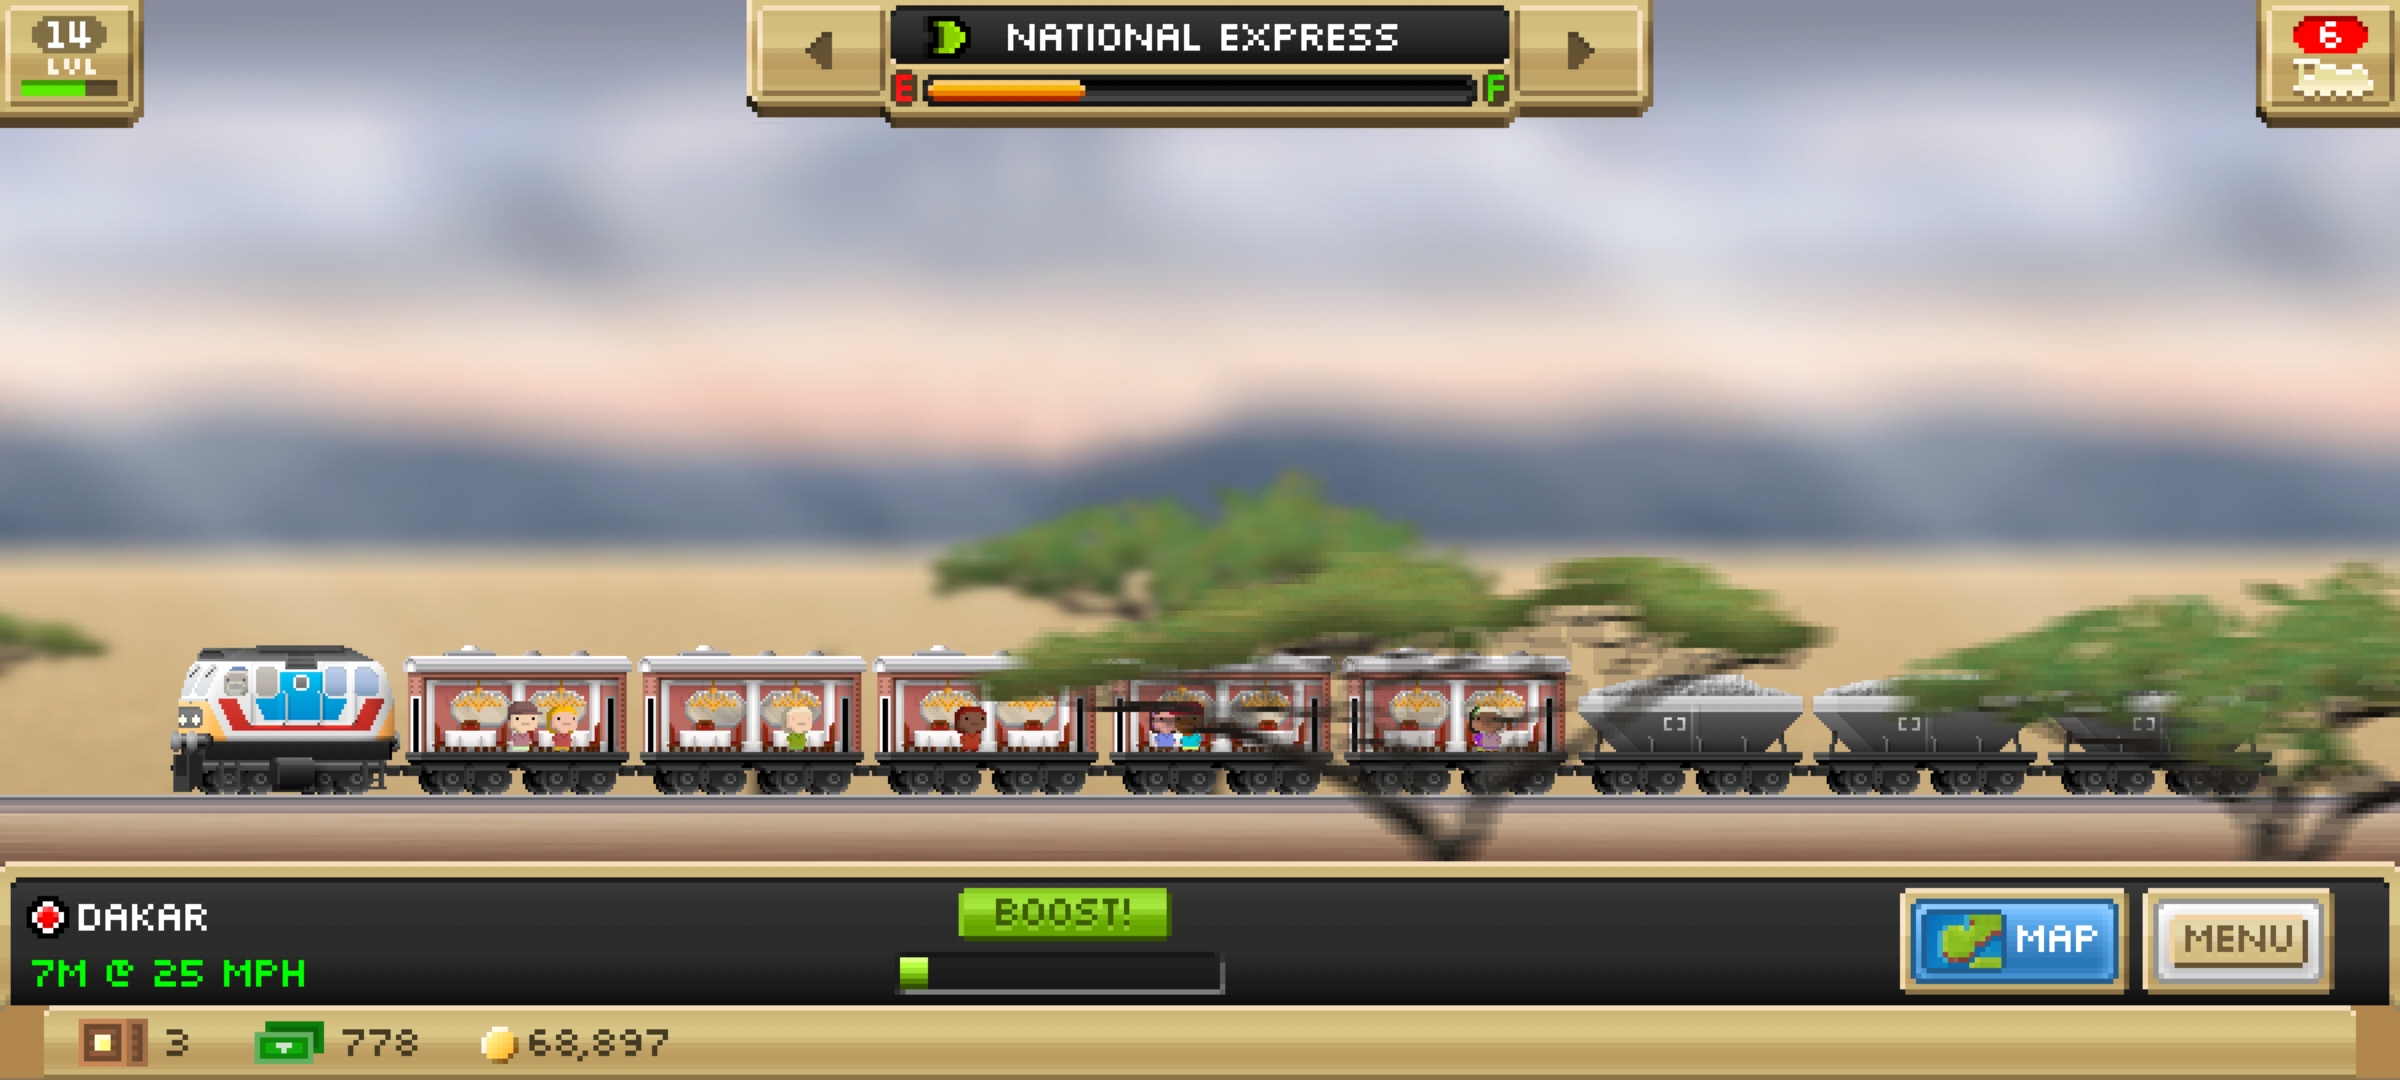 14
LVL
NATIONAL EXPRESS
E F
6
DAKAR
7M @ 25 MPH
BOOST!
MAP
MENU
3 778 68,897